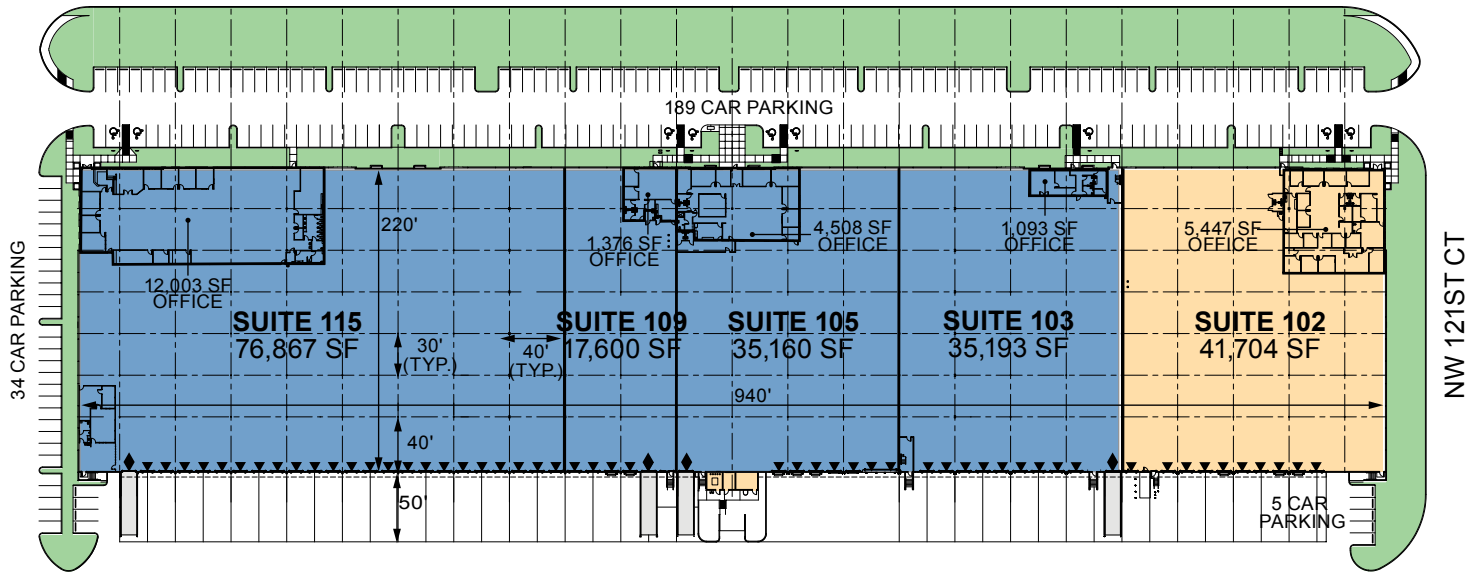 189 CAR PARKING
220'
1,376 SF
OFFICE
4,508 SF
OFFICE
1,093 SF
OFFICE
5,447 SF
OFFICE
12,003 SF
OFFICE
SUITE 115
76,867 SF
SUITE 109
17,600 SF
SUITE 105
35,160 SF
SUITE 103
35,193 SF
SUITE 102
41,704 SF
30'
(TYP.)
40'
(TYP.)
940'
40'
50'
5 CAR
PARKING
34 CAR PARKING
NW 121ST CT